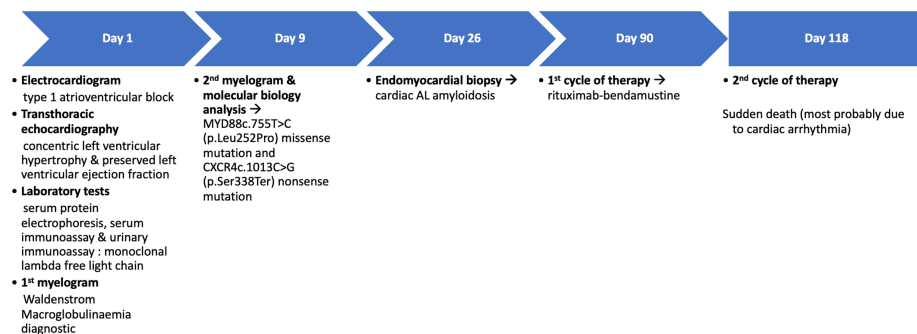 Day 1
Day 9
Day 26
Day 90
Day 118
• Electrocardiogram
type 1 atrioventricular block
• Transthoracic
echocardiography
concentric left ventricular
hypertrophy & preserved left
ventricular ejection fraction
• Laboratory tests
serum protein
electrophoresis, serum
immunoassay & urinary
immunoassay : monoclonal
lambda free light chain
• 1st myelogram
Waldenstrom
Macroglobulinaemia
diagnostic
• 2nd myelogram &
molecular biology
analysis →
MYD88c.755T>C
(p.Leu252Pro) missense
mutation and
CXCR4c.1013C>G
(p.Ser338Ter) nonsense
mutation
• Endomyocardial biopsy →
cardiac AL amyloidosis
• 1st cycle of therapy →
rituximab-bendamustine
• 2nd cycle of therapy
Sudden death (most probably due
to cardiac arrhythmia)